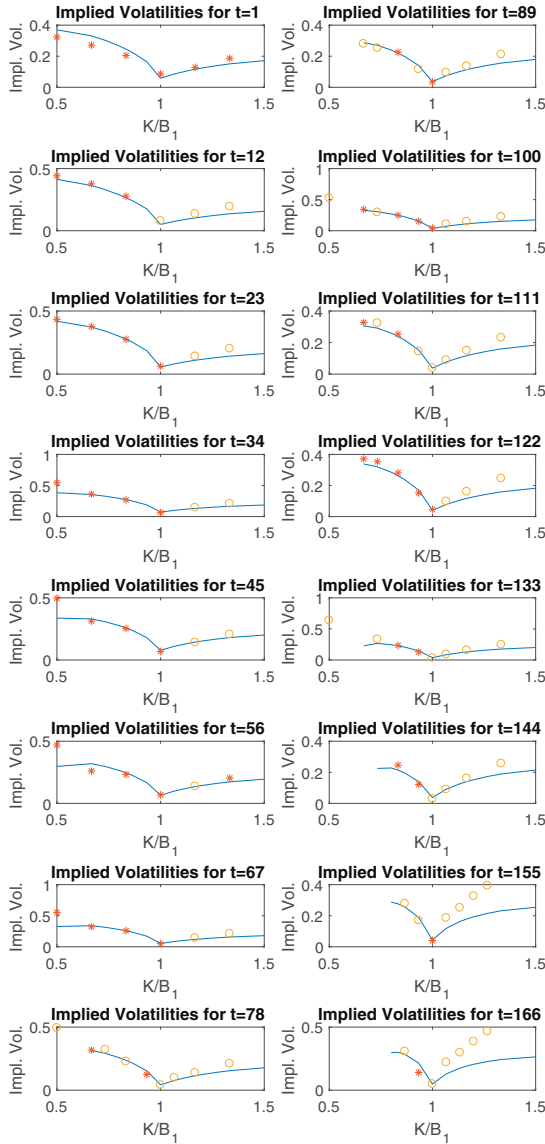 Implied Volatilities for t=1
Impl. Vol.
0.4
0.2
0
0.5
1
1.5
K/B1
Implied Volatilities for t=12
Impl. Vol.
0.5
0
0.5
1
1.5
K/B1
Implied Volatilities for t=23
Impl. Vol.
0.5
0
0.5
1
1.5
K/B1
Implied Volatilities for t=34
Impl. Vol.
1
0.5
0
0.5
1
1.5
K/B1
Implied Volatilities for t=45
Impl. Vol.
0.5
0
0.5
1
1.5
K/B1
Implied Volatilities for t=56
Impl. Vol.
0.5
0
0.5
1
1.5
K/B1
Implied Volatilities for t=67
Impl. Vol.
1
0.5
0
0.5
1
1.5
K/B1
Implied Volatilities for t=78
Impl. Vol.
0.5
0
0.5
1
1.5
K/B1
Implied Volatilities for t=89
Impl. Vol.
0.4
0.2
0
0.5
1
1.5
K/B1
Implied Volatilities for t=100
Impl. Vol.
1
0.5
0
0.5
1
1.5
K/B1
Implied Volatilities for t=111
Impl. Vol.
0.4
0.2
0
0.5
1
1.5
K/B1
Implied Volatilities for t=122
Impl. Vol.
0.4
0.2
0
0.5
1
1.5
K/B1
Implied Volatilities for t=133
Impl. Vol.
1
0.5
0
0.5
1
1.5
K/B1
Implied Volatilities for t=144
Impl. Vol.
0.4
0.2
0
0.5
1
1.5
K/B1
Implied Volatilities for t=155
Impl. Vol.
0.4
0.2
0
0.5
1
1.5
K/B1
Implied Volatilities for t=166
Impl. Vol.
0.5
0
0.5
1
1.5
K/B1